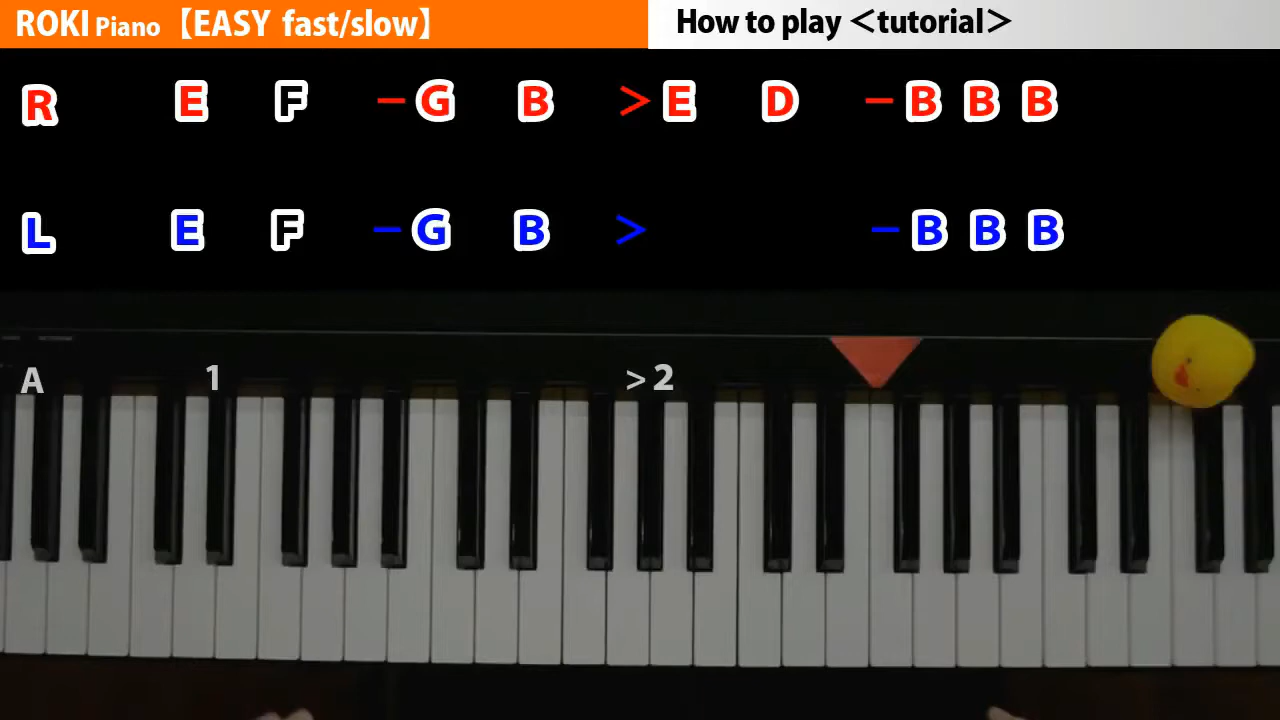 ROKI Piano【EASY fast/slow】 How to play ＜tutorial＞
R E F －G B ＞E D －B B B
L E F －G B ＞ －B B B
A 1 ＞2